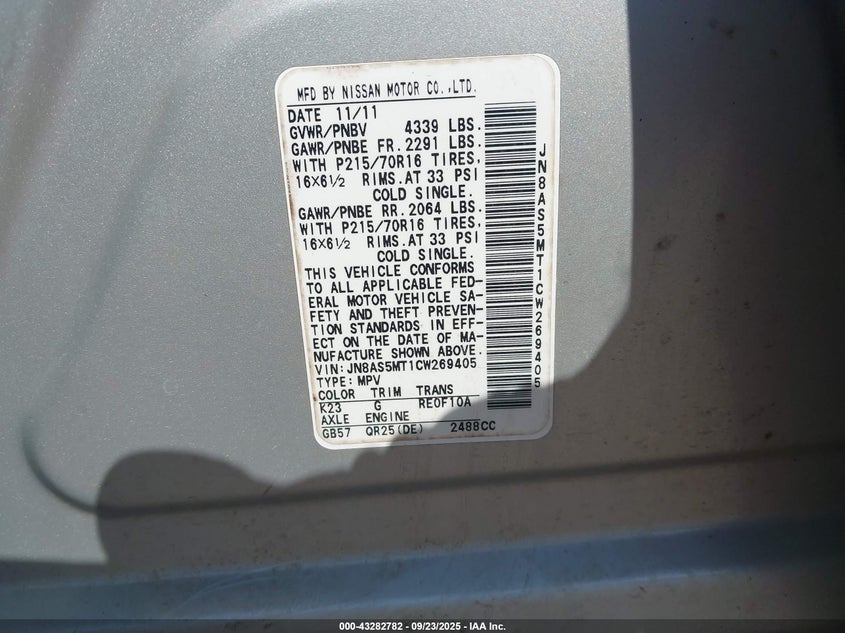 MFD BY NISSAN MOTOR CO.,LTD.
DATE 11/11
GVWR/PNBV 4339 LBS.
GAWR/PNBE FR. 2291 LBS.
WITH P215/70R16 TIRES,
16X6½ RIMS. AT 33 PSI
COLD SINGLE.
GAWR/PNBE RR. 2064 LBS.
WITH P215/70R16 TIRES,
16X6½ RIMS. AT 33 PSI
COLD SINGLE.
THIS VEHICLE CONFORMS
TO ALL APPLICABLE FED-
ERAL MOTOR VEHICLE SA-
FETY AND THEFT PREVEN-
TION STANDARDS IN EFF-
ECT ON THE DATE OF MA-
NUFACTURE SHOWN ABOVE.
VIN:JN8AS5MT1CW269405
TYPE:MPV
COLOR TRIM TRANS
K23 G RE0F10A
AXLE ENGINE
GB57 QR25(DE) 2488CC
JN8AS5MT1CW269405
000-43282782 - 09/23/2025 - IAA Inc.